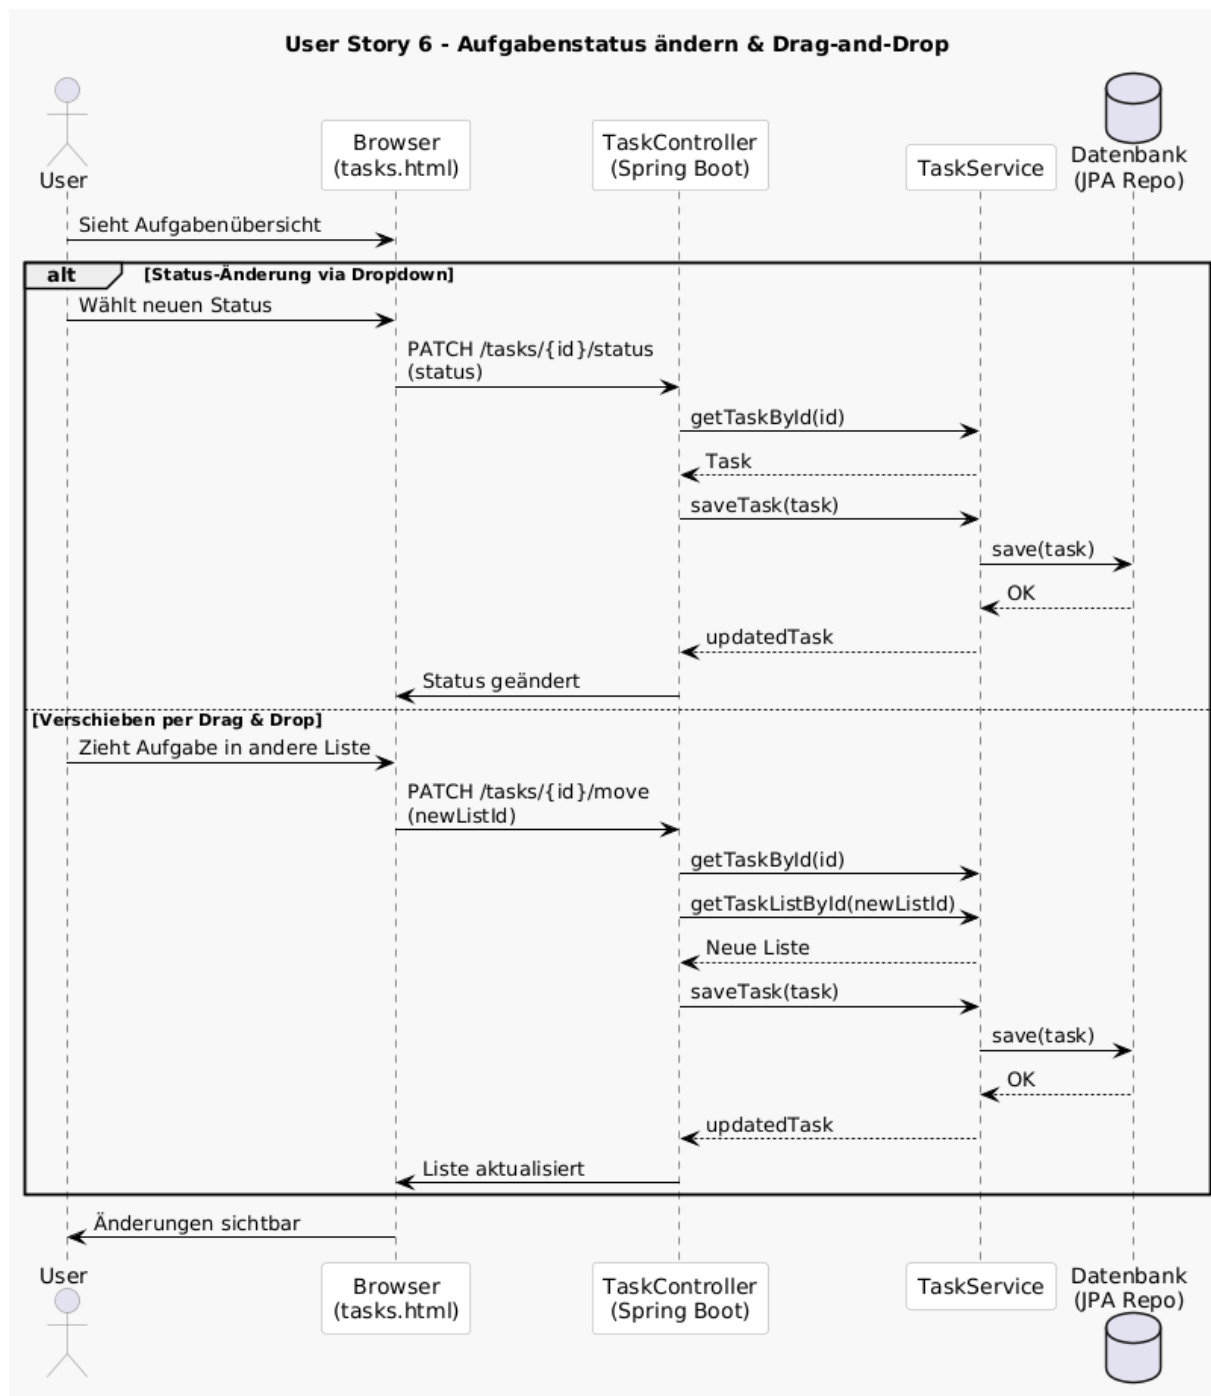 User Story 6 - Aufgabenstatus ändern & Drag-and-Drop
User
Browser
(tasks.html)
TaskController
(Spring Boot)
TaskService
Datenbank
(JPA Repo)
Sieht Aufgabenübersicht
alt [Status-Änderung via Dropdown]
Wählt neuen Status
PATCH /tasks/{id}/status
(status)
getTaskById(id)
Task
saveTask(task)
save(task)
OK
updatedTask
Status geändert
[Verschieben per Drag & Drop]
Zieht Aufgabe in andere Liste
PATCH /tasks/{id}/move
(newListId)
getTaskById(id)
getTaskListById(newListId)
Neue Liste
saveTask(task)
save(task)
OK
updatedTask
Liste aktualisiert
Änderungen sichtbar
User
Browser
(tasks.html)
TaskController
(Spring Boot)
TaskService
Datenbank
(JPA Repo)